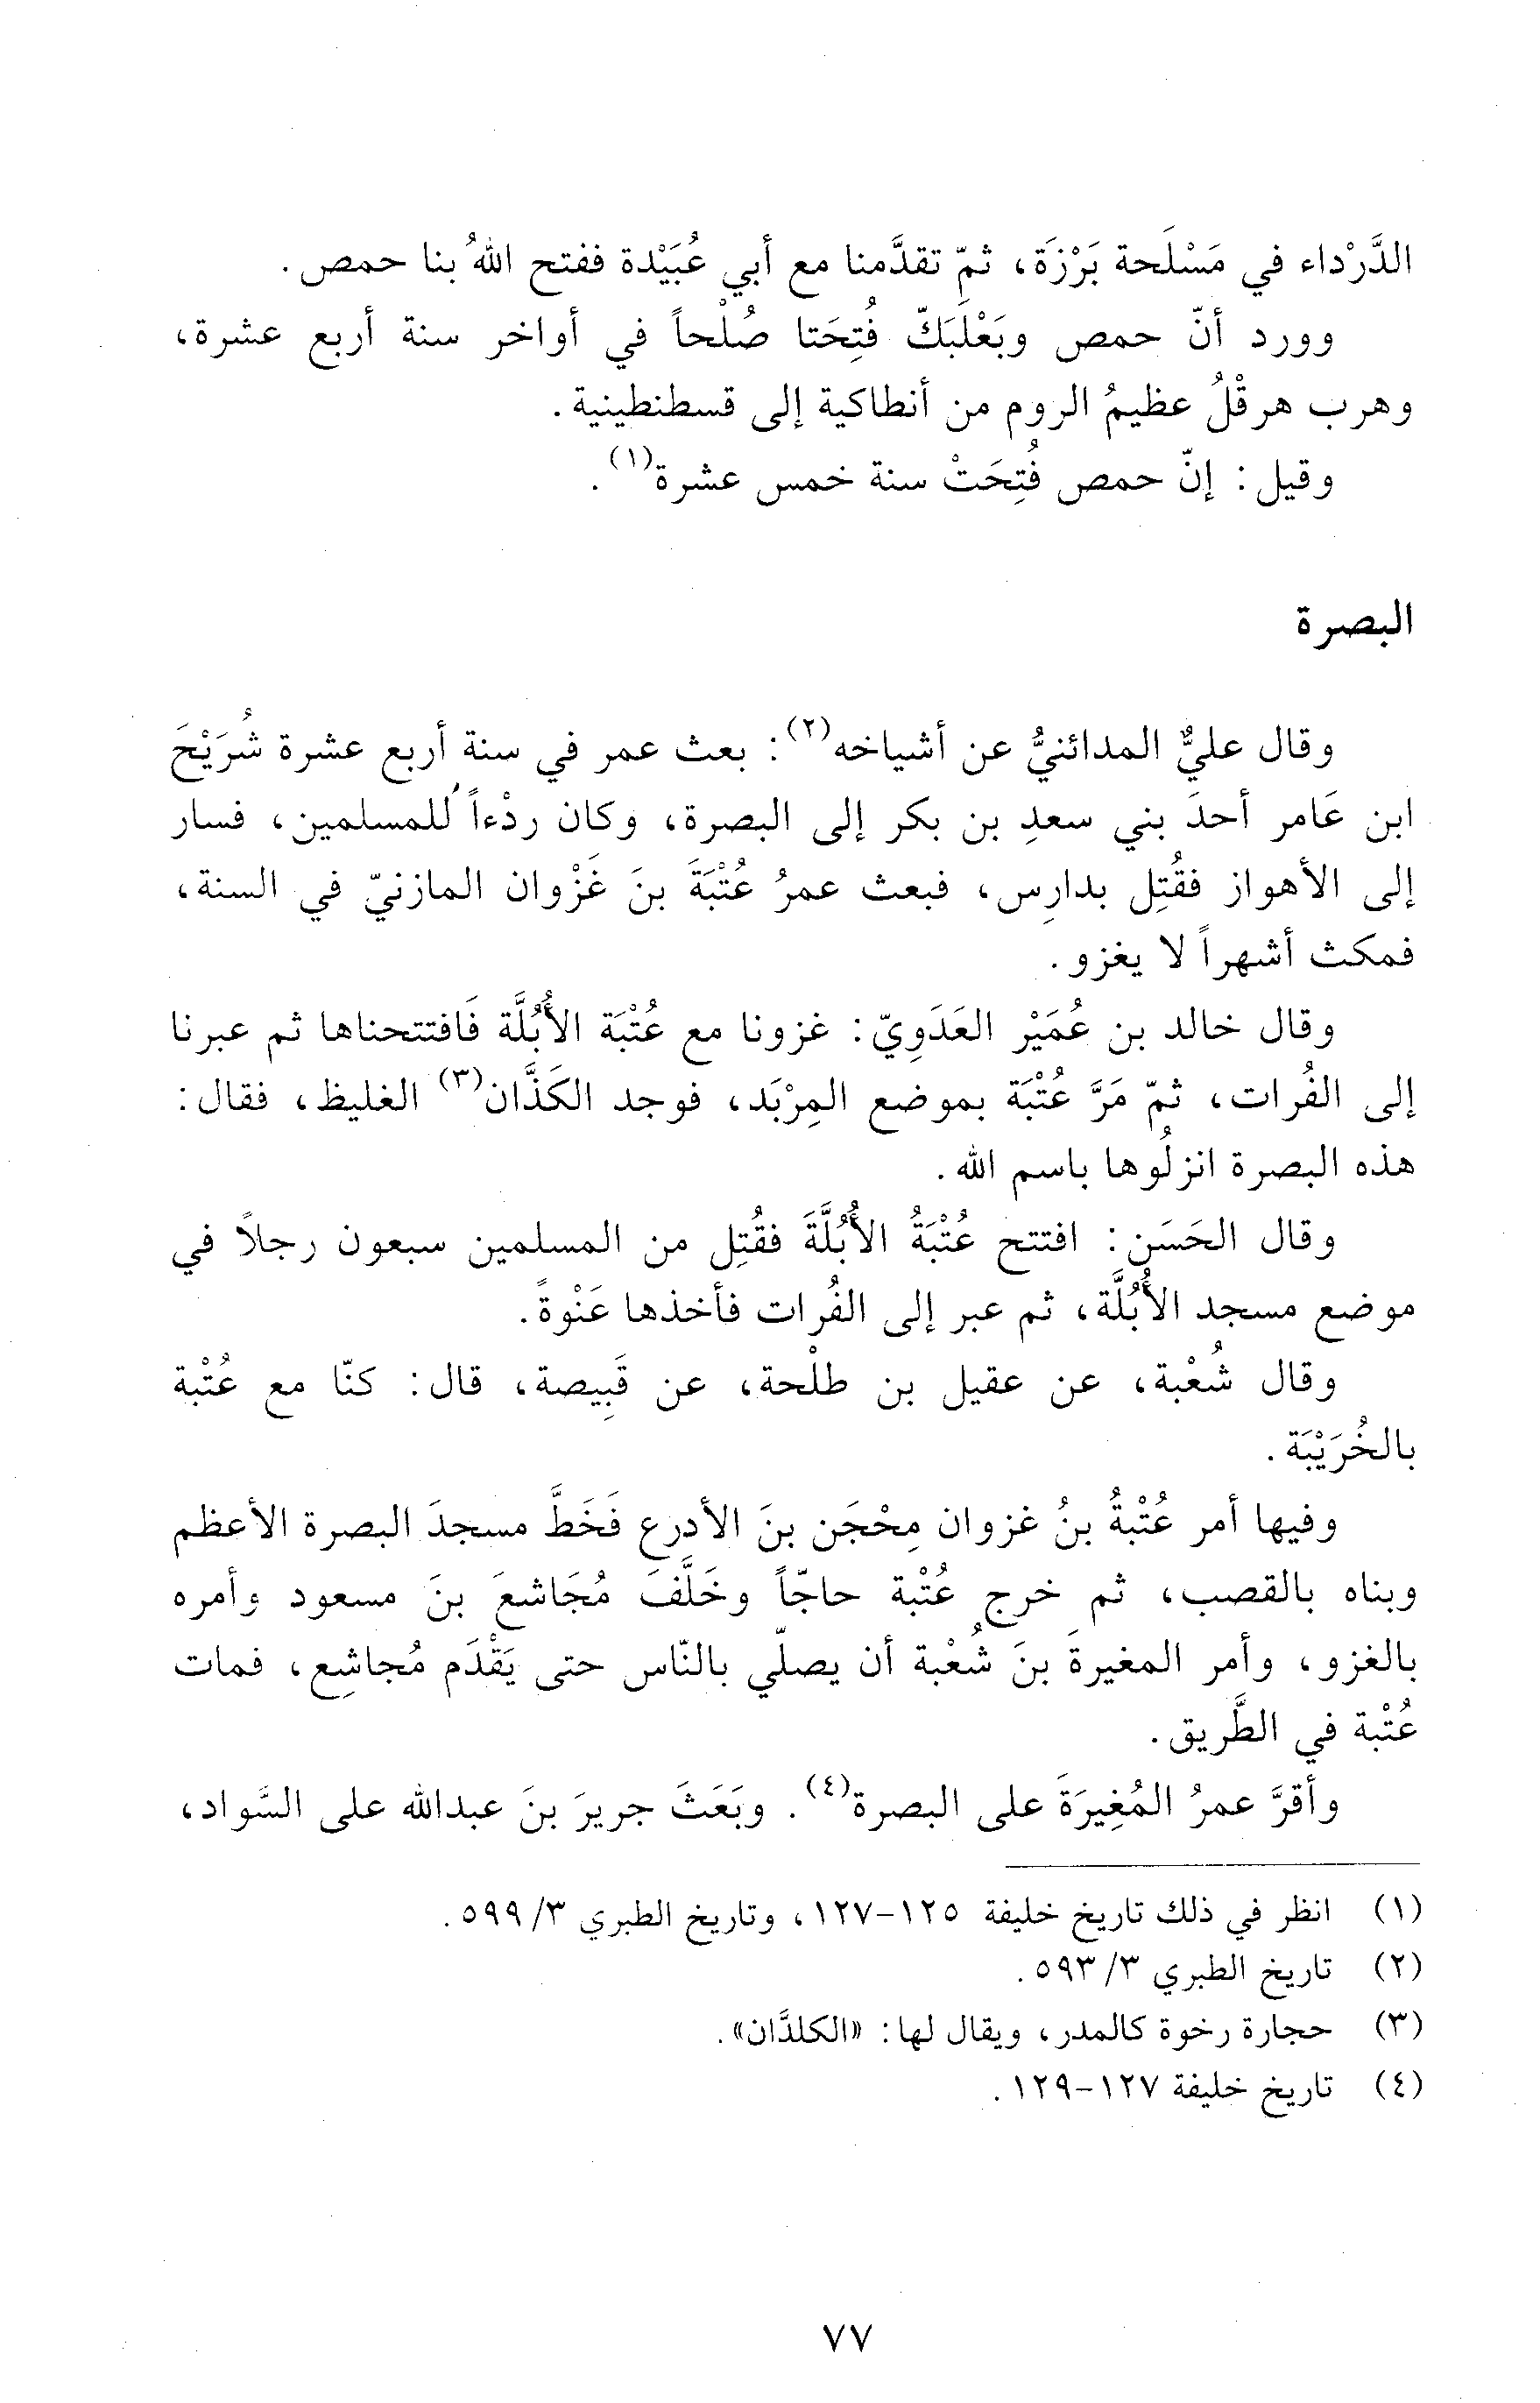 الدَّرْداء في مَسْلَحة بَرْزَة، ثمّ تقدَّمنا مع أبي عُبَيْدة ففتح اللهُ بنا حمص.
وورد أنّ حمص وبَعْلَبَكّ فُتِحَتا صُلْحاً في أواخر سنة أربع عشرة،
وهرب هرقْلُ عظيمُ الروم من أنطاكية إلى قسطنطينية.
وقيل: إنّ حمص فُتِحَتْ سنة خمس عشرة(١).
البصرة
وقال عليٌّ المدائنيُّ عن أشياخه(٢): بعث عمر في سنة أربع عشرة شُرَيْحَ
ابن عَامر أحدَ بني سعدِ بن بكر إلى البصرة، وكان ردْءاً للمسلمين، فسار
إلى الأهواز فقُتِل بدارِس، فبعث عمرُ عُتْبَةَ بنَ غَزْوان المازنيّ في السنة،
فمكث أشهراً لا يغزو.
وقال خالد بن عُمَيْر العَدَوِيّ: غزونا مع عُتْبَة الأُبُلَّة فَافتتحناها ثم عبرنا
إلى الفُرات، ثمّ مَرَّ عُتْبَة بموضع المِرْبَد، فوجد الكَذَّان(٣) الغليظ، فقال:
هذه البصرة انزلُوها باسم الله.
وقال الحَسَن: افتتح عُتْبَةُ الأُبُلَّةَ فقُتِل من المسلمين سبعون رجلاً في
موضع مسجد الأُبُلَّة، ثم عبر إلى الفُرات فأخذها عَنْوةً.
وقال شُعْبة، عن عقيل بن طلْحة، عن قَبِيصة، قال: كنّا مع عُتْبة
بالخُرَيْبَة.
وفيها أمر عُتْبةُ بنُ غزوان مِحْجَن بنَ الأدرع فَخَطَّ مسجدَ البصرة الأعظم
وبناه بالقصب، ثم خرج عُتْبة حاجّاً وخَلَّفَ مُجَاشعَ بنَ مسعود وأمره
بالغزو، وأمر المغيرةَ بنَ شُعْبة أن يصلّي بالنّاس حتى يَقْدَم مُجاشِع، فمات
عُتْبة في الطَّريق.
وأقرَّ عمرُ المُغِيرَةَ على البصرة(٤). وبَعَثَ جريرَ بنَ عبدالله على السَّواد،
(١) انظر في ذلك تاريخ خليفة ١٢٥-١٢٧، وتاريخ الطبري ٣/ ٥٩٩.
(٢) تاريخ الطبري ٣/ ٥٩٣.
(٣) حجارة رخوة كالمدر، ويقال لها: «الكلذَّان».
(٤) تاريخ خليفة ١٢٧-١٢٩.
٧٧